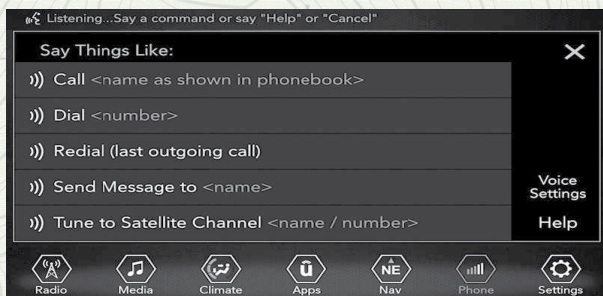 Listening...Say a command or say "Help" or "Cancel"
Say Things Like:
Call <name as shown in phonebook>
Dial <number>
Redial (last outgoing call)
Send Message to <name>
Tune to Satellite Channel <name / number>
Voice
Settings
Help
û
NE
Radio Media Climate Apps Nav Phone Settings